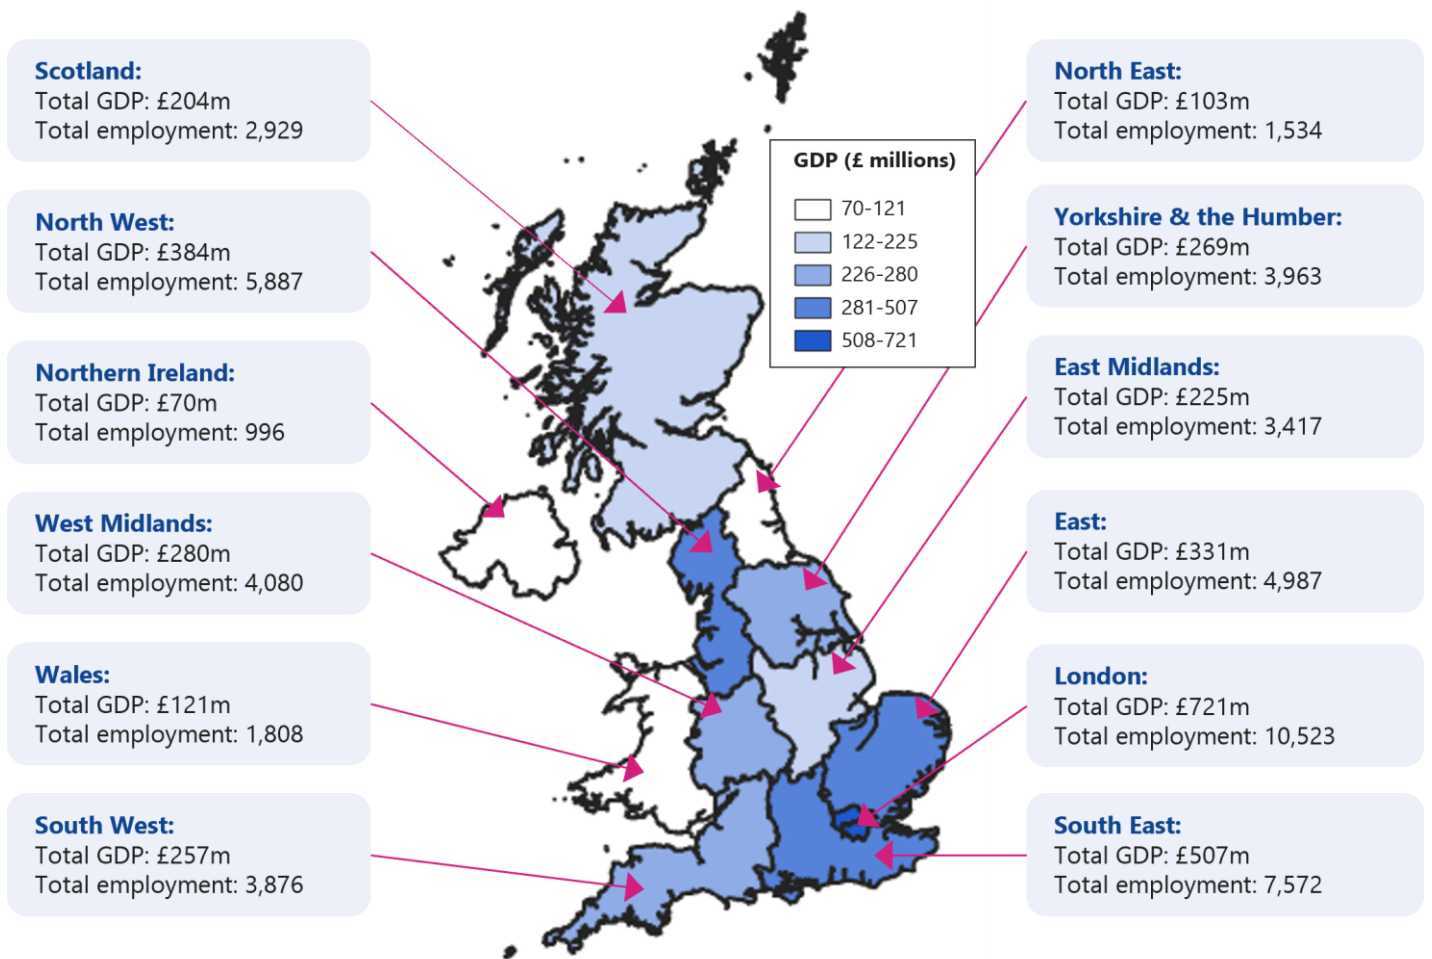 Scotland:
Total GDP: £204m
Total employment: 2,929
North West:
Total GDP: £384m
Total employment: 5,887
Northern Ireland:
Total GDP: £70m
Total employment: 996
West Midlands:
Total GDP: £280m
Total employment: 4,080
Wales:
Total GDP: £121m
Total employment: 1,808
South West:
Total GDP: £257m
Total employment: 3,876
GDP (£ millions)
70-121
122-225
226-280
281-507
508-721
North East:
Total GDP: £103m
Total employment: 1,534
Yorkshire & the Humber:
Total GDP: £269m
Total employment: 3,963
East Midlands:
Total GDP: £225m
Total employment: 3,417
East:
Total GDP: £331m
Total employment: 4,987
London:
Total GDP: £721m
Total employment: 10,523
South East:
Total GDP: £507m
Total employment: 7,572